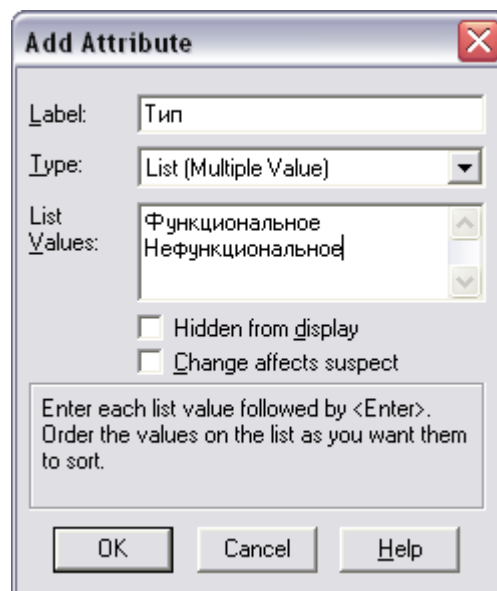 Add Attribute
Label: Тип
Type: List (Multiple Value)
List Values: Функциональное
Нефункциональное
Hidden from display
Change affects suspect
Enter each list value followed by <Enter>.
Order the values on the list as you want them
to sort.
OK Cancel Help